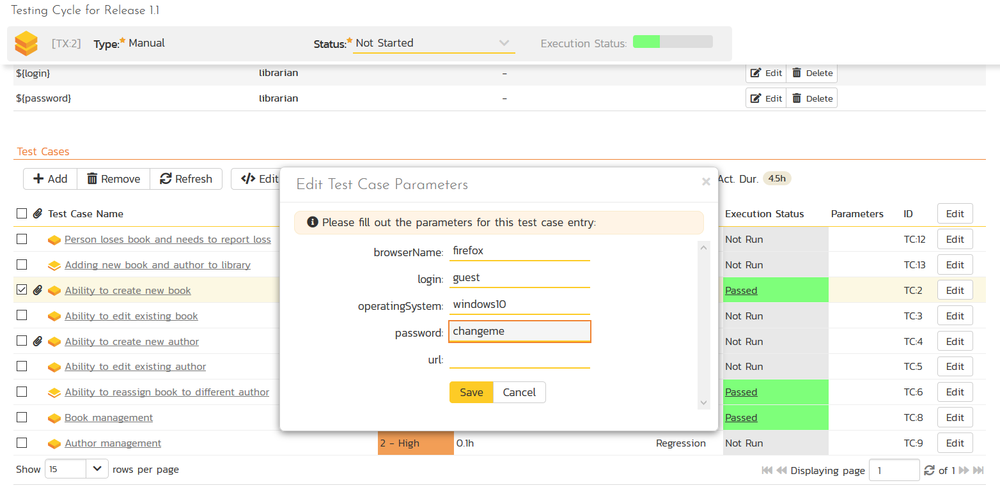 Testing Cycle for Release 1.1
[TX:2] Type:* Manual Status:* Not Started Execution Status:
${login} librarian - Edit Delete
${password} librarian - Edit Delete
Test Cases
Add Remove Refresh </> Edit Act. Dur. 4.5h
Edit Test Case Parameters ×
Please fill out the parameters for this test case entry:
browserName: firefox
login: guest
operatingSystem: windows10
password: changeme
url:
Save Cancel
Test Case Name Execution Status Parameters ID Edit
Person loses book and needs to report loss Not Run TC:12 Edit
Adding new book and author to library Not Run TC:13 Edit
Ability to create new book Passed TC:2 Edit
Ability to edit existing book Not Run TC:3 Edit
Ability to create new author Not Run TC:4 Edit
Ability to edit existing author Not Run TC:5 Edit
Ability to reassign book to different author Passed TC:6 Edit
Book management Passed TC:8 Edit
Author management 2 - High 0.1h Regression Not Run TC:9 Edit
Show 15 rows per page Displaying page 1 of 1